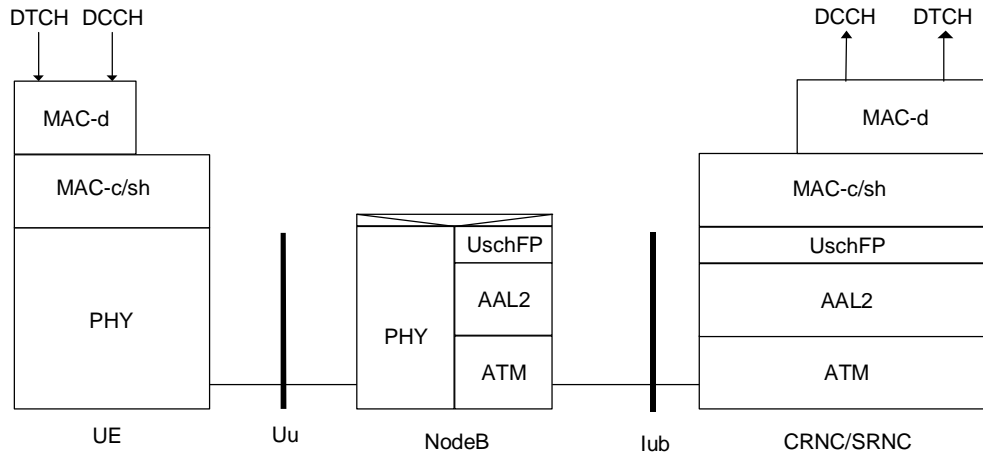 DTCH DCCH
DCCH DTCH
MAC-d
MAC-d
MAC-c/sh
MAC-c/sh
UschFP
UschFP
AAL2
AAL2
PHY
PHY
ATM
ATM
UE
Uu
NodeB
Iub
CRNC/SRNC